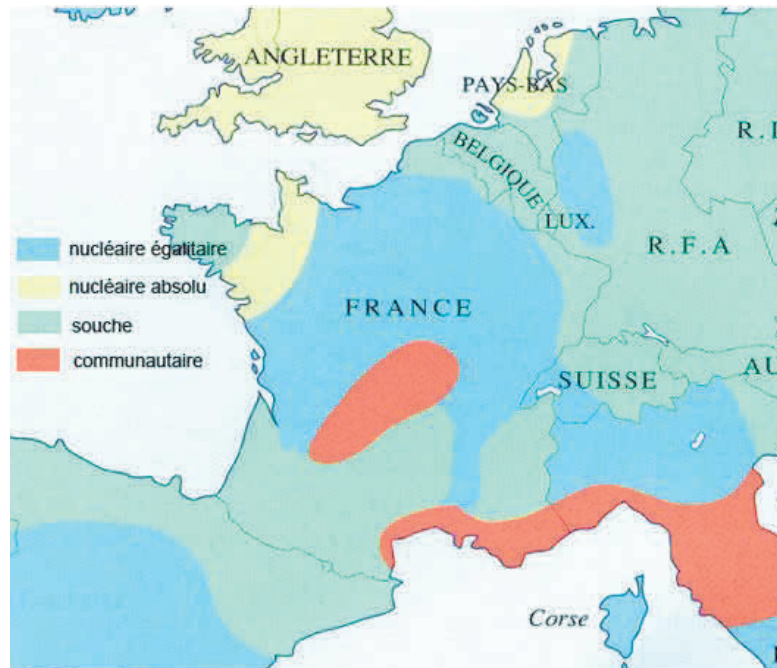 ANGLETERRE
PAYS-BAS
BELGIQUE
R.
LUX.
nucléaire égalitaire
R.F.A
nucléaire absolu
FRANCE
souche
communautaire
SUISSE
AU
Corse